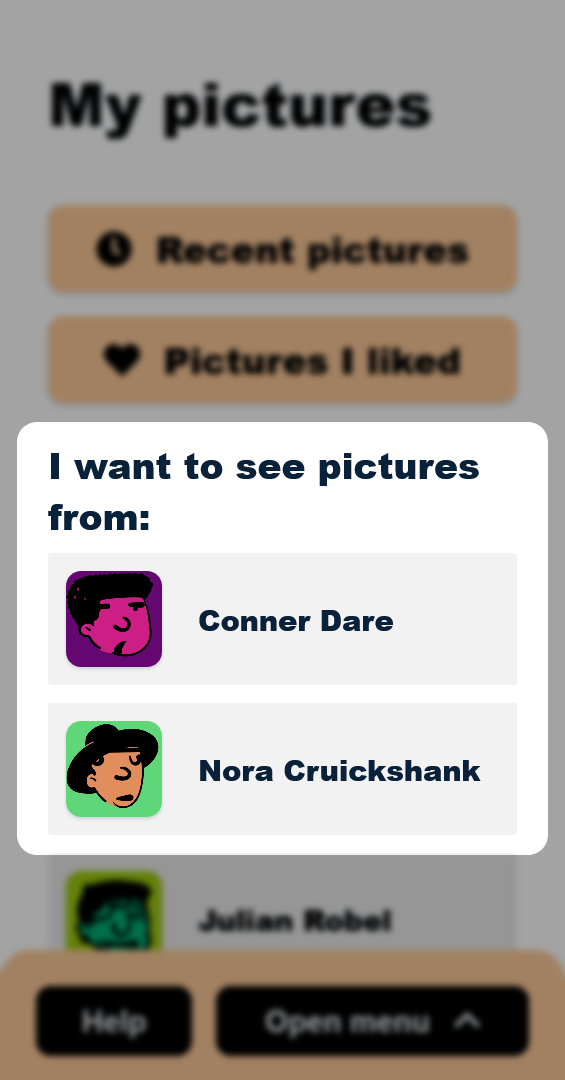 My pictures
Recent pictures
Pictures I liked
I want to see pictures
from:
Conner Dare
Nora Cruickshank
Julian Robel
Help
Open menu